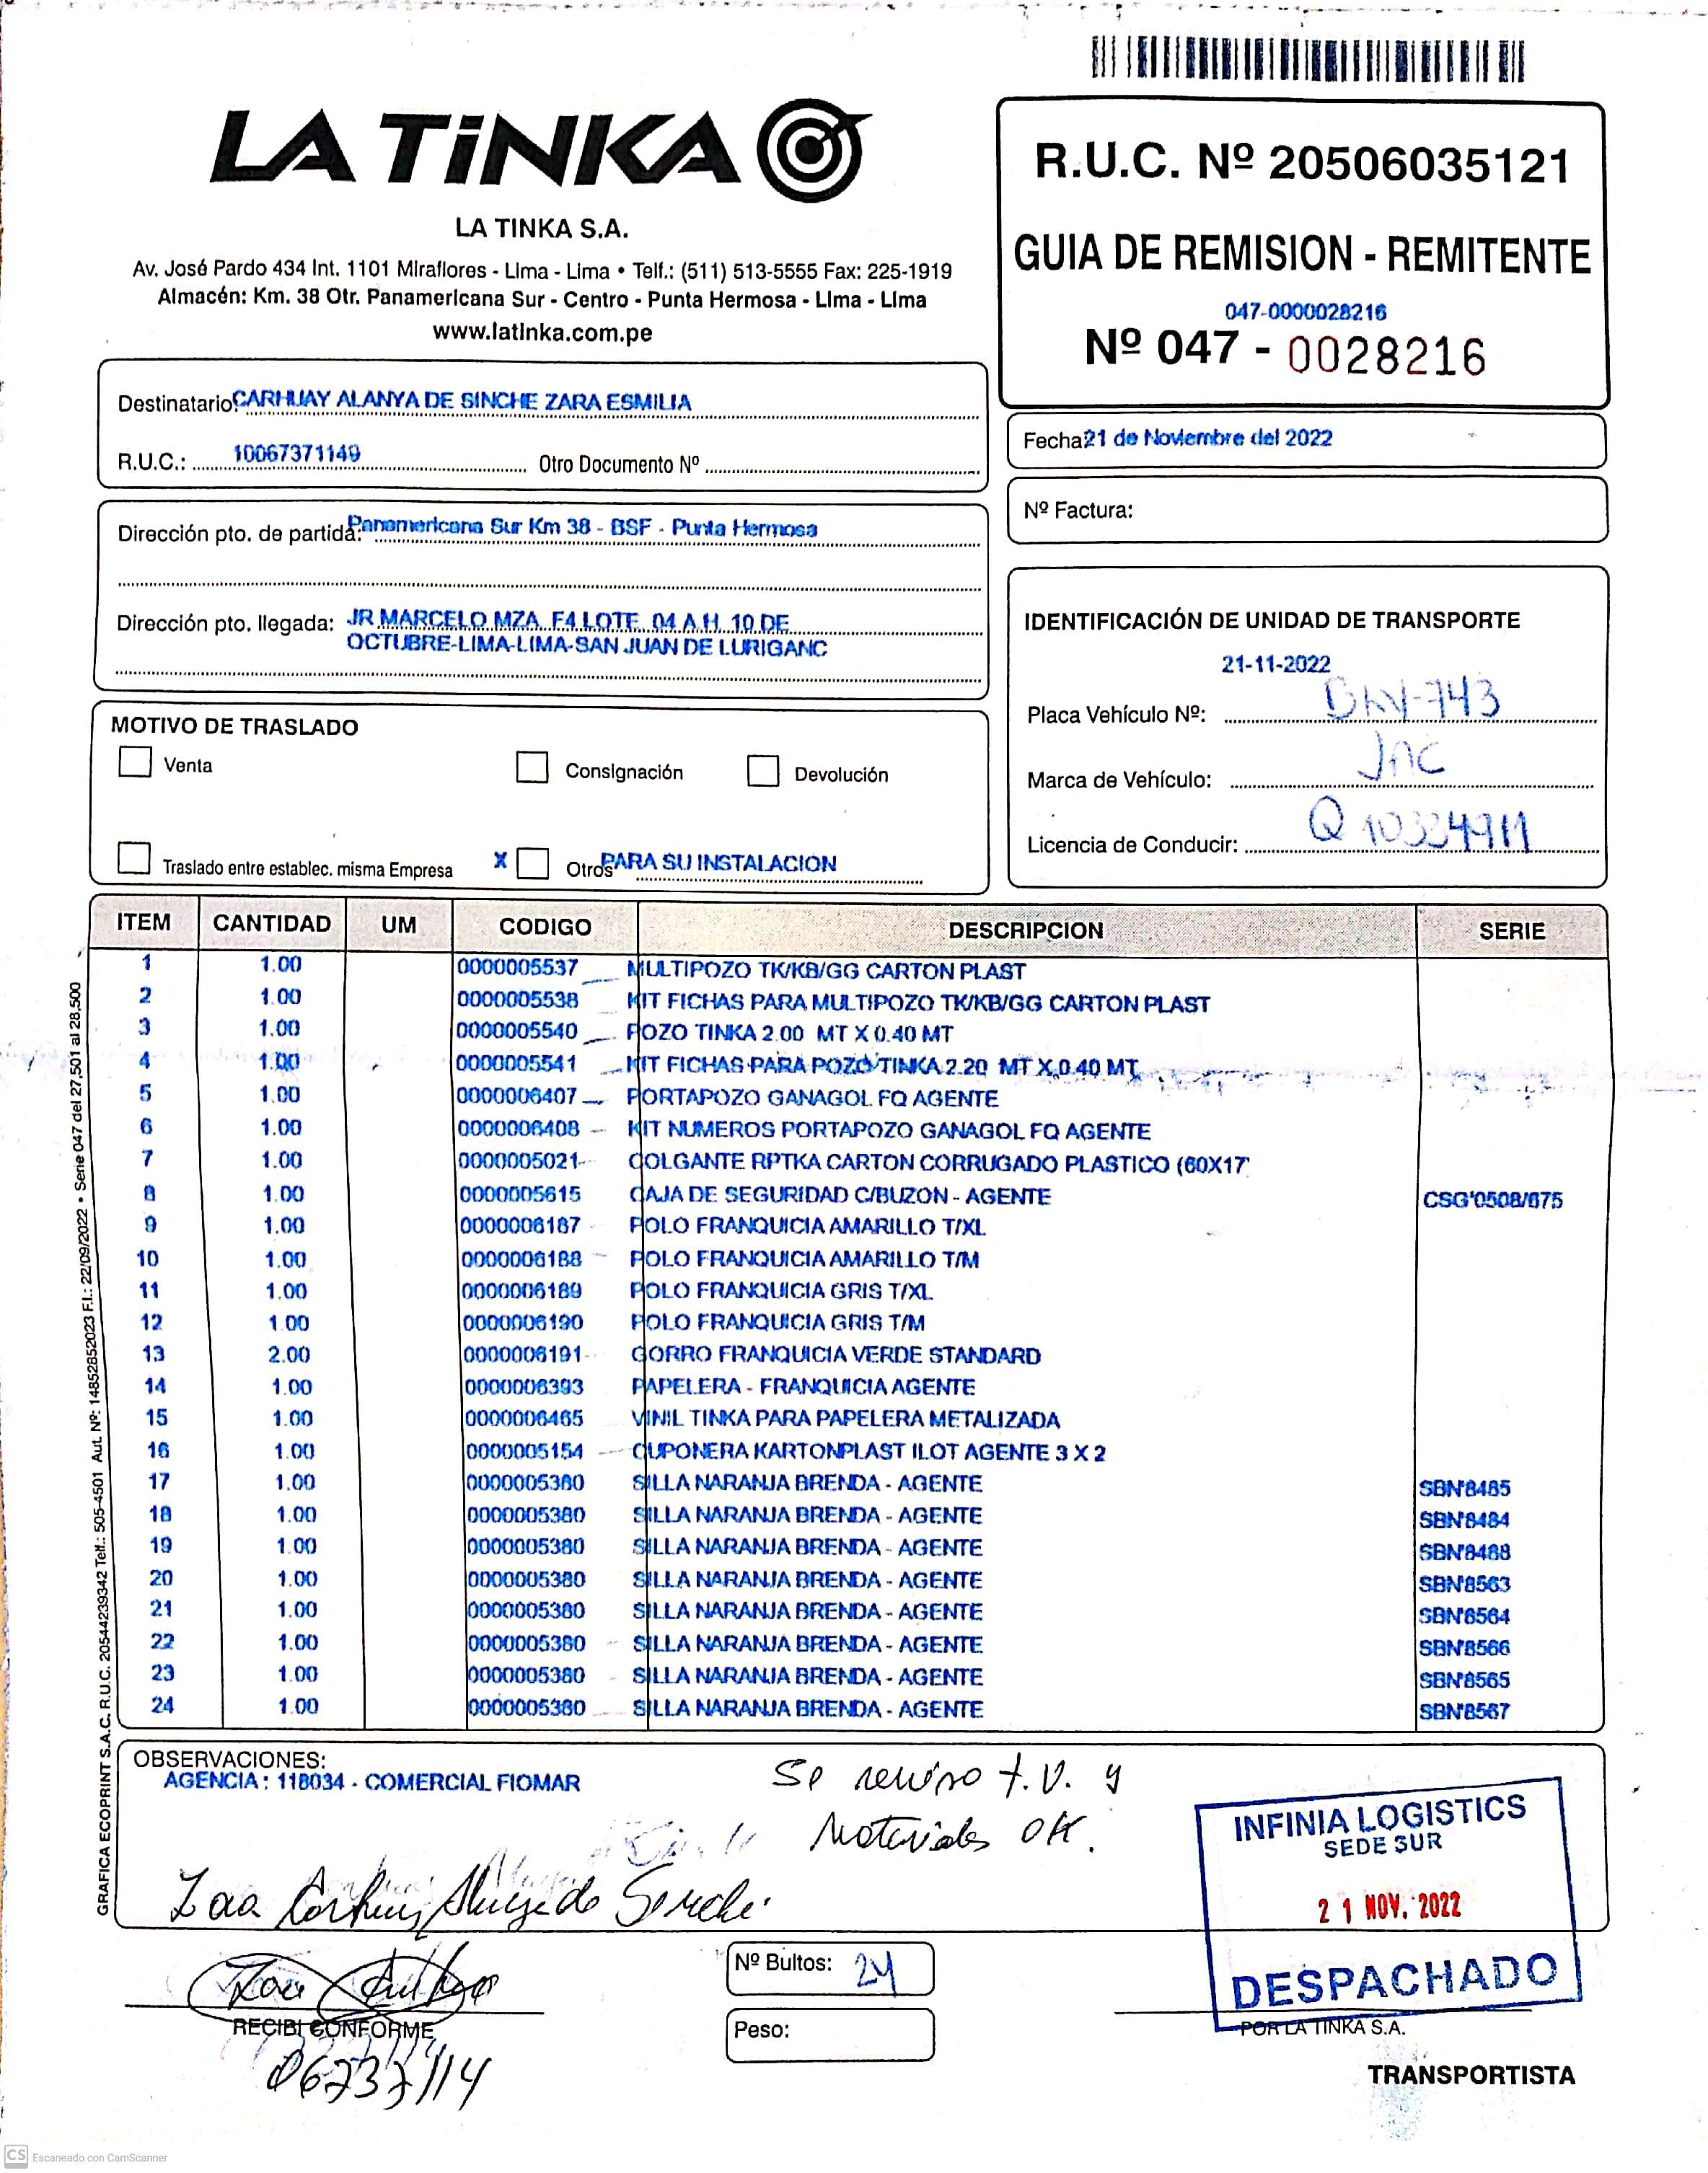 LA TiNKA
LA TINKA S.A.
Av. José Pardo 434 Int. 1101 Miraflores - Lima - Lima • Telf.: (511) 513-5555 Fax: 225-1919
Almacén: Km. 38 Otr. Panamericana Sur - Centro - Punta Hermosa - Lima - Lima
www.latinka.com.pe
R.U.C. Nº 20506035121
GUIA DE REMISION - REMITENTE
047-0000028216
Nº 047 - 0028216
Destinatario: CARHUAY ALANYA DE SINCHE ZARA ESMILIA
R.U.C.: 10067371149 Otro Documento Nº
Fecha 21 de Noviembre del 2022
Nº Factura:
Dirección pto. de partida: Panamericana Sur Km 38 - BSF - Punta Hermosa
Dirección pto. llegada: JR MARCELO MZA. F4 LOTE. 04 A.H. 10 DE
OCTUBRE-LIMA-LIMA-SAN JUAN DE LURIGANC
IDENTIFICACIÓN DE UNIDAD DE TRANSPORTE
21-11-2022
Placa Vehículo Nº:
Marca de Vehículo: JAC
Licencia de Conducir:
MOTIVO DE TRASLADO
Venta Consignación Devolución
Traslado entre establec. misma Empresa X Otros PARA SU INSTALACION
ITEM CANTIDAD UM CODIGO DESCRIPCION SERIE
1 1.00 0000005537 MULTIPOZO TK/KB/GG CARTON PLAST
2 1.00 0000005538 KIT FICHAS PARA MULTIPOZO TK/KB/GG CARTON PLAST
3 1.00 0000005540 POZO TINKA 2.00 MT X 0.40 MT
4 1.00 0000005541 KIT FICHAS PARA POZO TINKA 2.20 MT X 0.40 MT
5 1.00 0000006407 PORTAPOZO GANAGOL FQ AGENTE
6 1.00 0000006408 KIT NUMEROS PORTAPOZO GANAGOL FQ AGENTE
7 1.00 0000005021 COLGANTE RPTKA CARTON CORRUGADO PLASTICO (60X17
8 1.00 0000005615 CAJA DE SEGURIDAD C/BUZON - AGENTE CSG'0508/675
9 1.00 0000006187 POLO FRANQUICIA AMARILLO T/XL
10 1.00 0000006188 POLO FRANQUICIA AMARILLO T/M
11 1.00 0000006189 POLO FRANQUICIA GRIS T/XL
12 1.00 0000006190 POLO FRANQUICIA GRIS T/M
13 2.00 0000006191 GORRO FRANQUICIA VERDE STANDARD
14 1.00 0000006393 PAPELERA - FRANQUICIA AGENTE
15 1.00 0000006465 VINIL TINKA PARA PAPELERA METALIZADA
16 1.00 0000005154 CUPONERA KARTONPLAST ILOT AGENTE 3 X 2
17 1.00 0000005380 SILLA NARANJA BRENDA - AGENTE SBN'8485
18 1.00 0000005380 SILLA NARANJA BRENDA - AGENTE SBN'8484
19 1.00 0000005380 SILLA NARANJA BRENDA - AGENTE SBN'8488
20 1.00 0000005380 SILLA NARANJA BRENDA - AGENTE SBN'8563
21 1.00 0000005380 SILLA NARANJA BRENDA - AGENTE SBN'8564
22 1.00 0000005380 SILLA NARANJA BRENDA - AGENTE SBN'8566
23 1.00 0000005380 SILLA NARANJA BRENDA - AGENTE SBN'8565
24 1.00 0000005380 SILLA NARANJA BRENDA - AGENTE SBN'8567
GRAFICA ECOPRINT S.A.C. R.U.C. 20544239342 Telf.: 505-4501 Aut. Nº: 14852852023 F.I.: 22/09/2022 • Serie 047 del 27,501 al 28,500
OBSERVACIONES:
AGENCIA : 118034 - COMERCIAL FIOMAR
Se reviso t.v. y
Materiales OK.
INFINIA LOGISTICS
SEDE SUR
21 NOV. 2022
DESPACHADO
RECIBI CONFORME
Nº Bultos: 24
Peso:
POR LA TINKA S.A.
TRANSPORTISTA
CS Escaneado con CamScanner